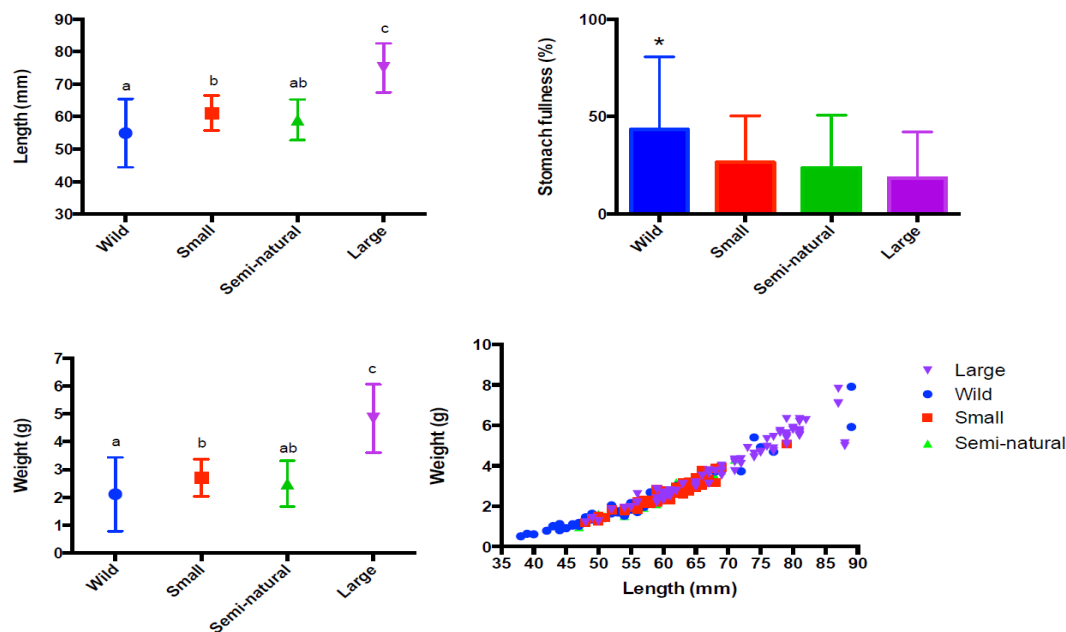 Length (mm)
90
80
70
60
50
40
30
a
b
ab
c
Wild
Small
Semi-natural
Large
Stomach fullness (%)
100
50
0
*
Wild
Small
Semi-natural
Large
Weight (g)
7
6
5
4
3
2
1
0
a
b
ab
c
Wild
Small
Semi-natural
Large
Weight (g)
10
8
6
4
2
0
35 40 45 50 55 60 65 70 75 80 85 90
Length (mm)
Large
Wild
Small
Semi-natural